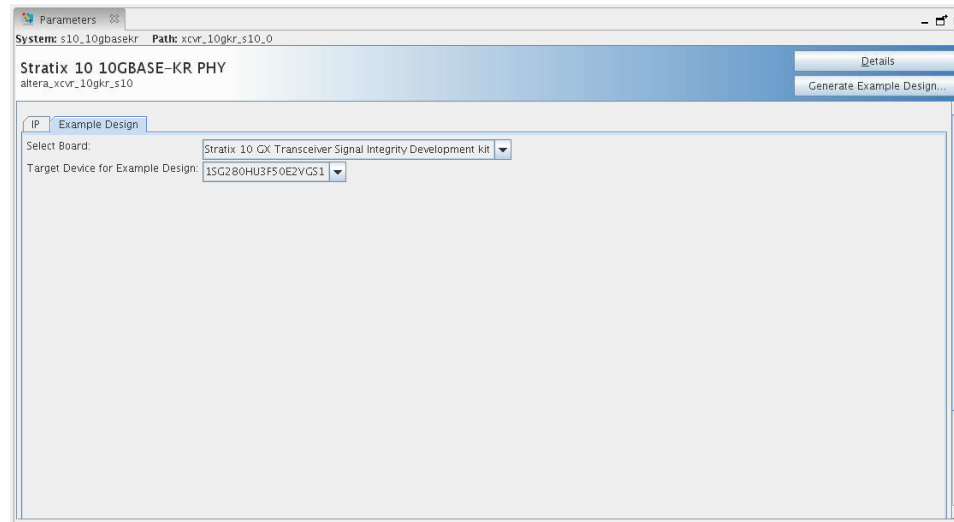 Parameters
System: s10_10gbasekr Path: xcvr_10gkr_s10_0
Stratix 10 10GBASE-KR PHY
altera_xcvr_10gkr_s10
Details
Generate Example Design...
IP Example Design
Select Board: Stratix 10 GX Transceiver Signal Integrity Development kit
Target Device for Example Design: 1SG280HU3F50E2VGS1